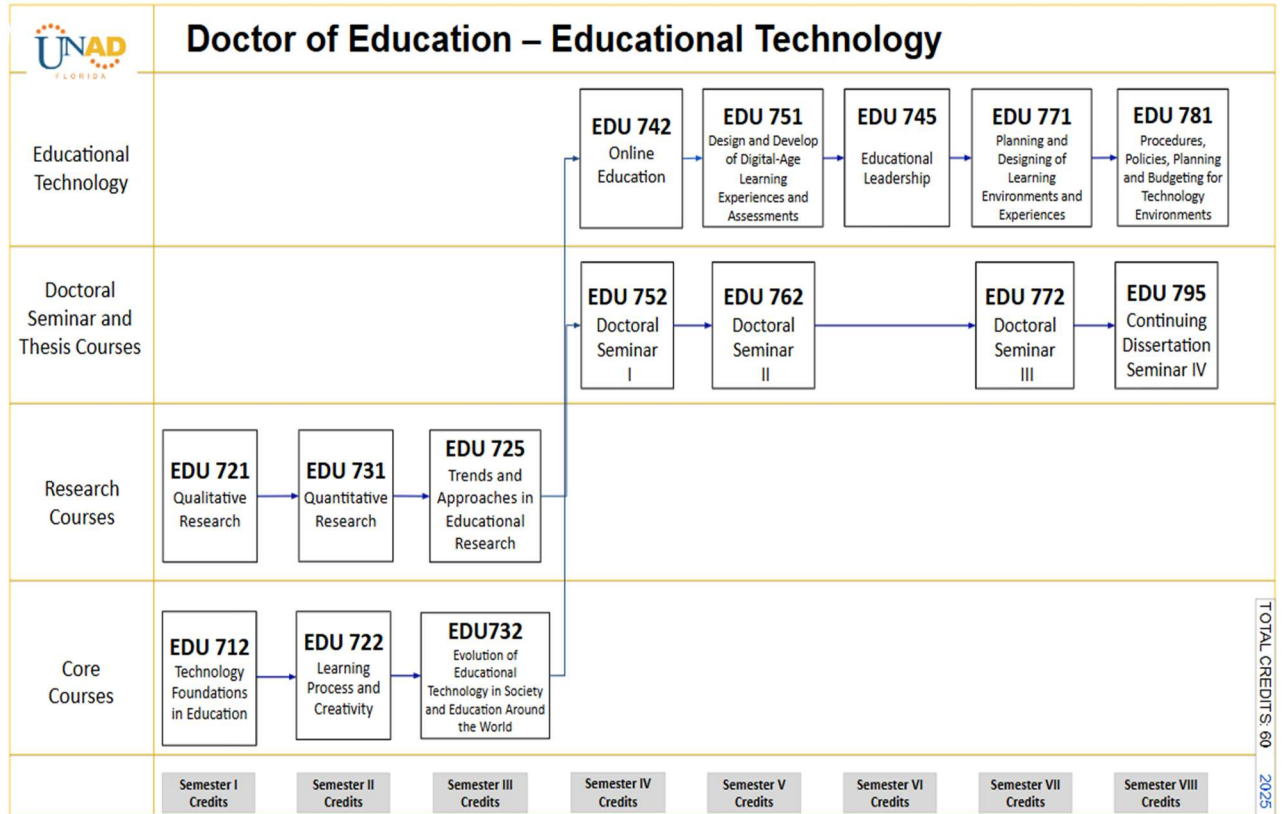 UNAD
FLORIDA
Doctor of Education – Educational Technology
Educational
Technology
EDU 742
Online
Education
EDU 751
Design and Develop
of Digital-Age
Learning
Experiences and
Assessments
EDU 745
Educational
Leadership
EDU 771
Planning and
Designing of
Learning
Environments and
Experiences
EDU 781
Procedures,
Policies, Planning
and Budgeting for
Technology
Environments
Doctoral
Seminar and
Thesis Courses
EDU 752
Doctoral
Seminar
I
EDU 762
Doctoral
Seminar
II
EDU 772
Doctoral
Seminar
III
EDU 795
Continuing
Dissertation
Seminar IV
Research
Courses
EDU 721
Qualitative
Research
EDU 731
Quantitative
Research
EDU 725
Trends and
Approaches in
Educational
Research
Core
Courses
EDU 712
Technology
Foundations
in Education
EDU 722
Learning
Process and
Creativity
EDU732
Evolution of
Educational
Technology in Society
and Education Around
the World
TOTAL CREDITS: 60 2025
Semester I
Credits
Semester II
Credits
Semester III
Credits
Semester IV
Credits
Semester V
Credits
Semester VI
Credits
Semester VII
Credits
Semester VIII
Credits